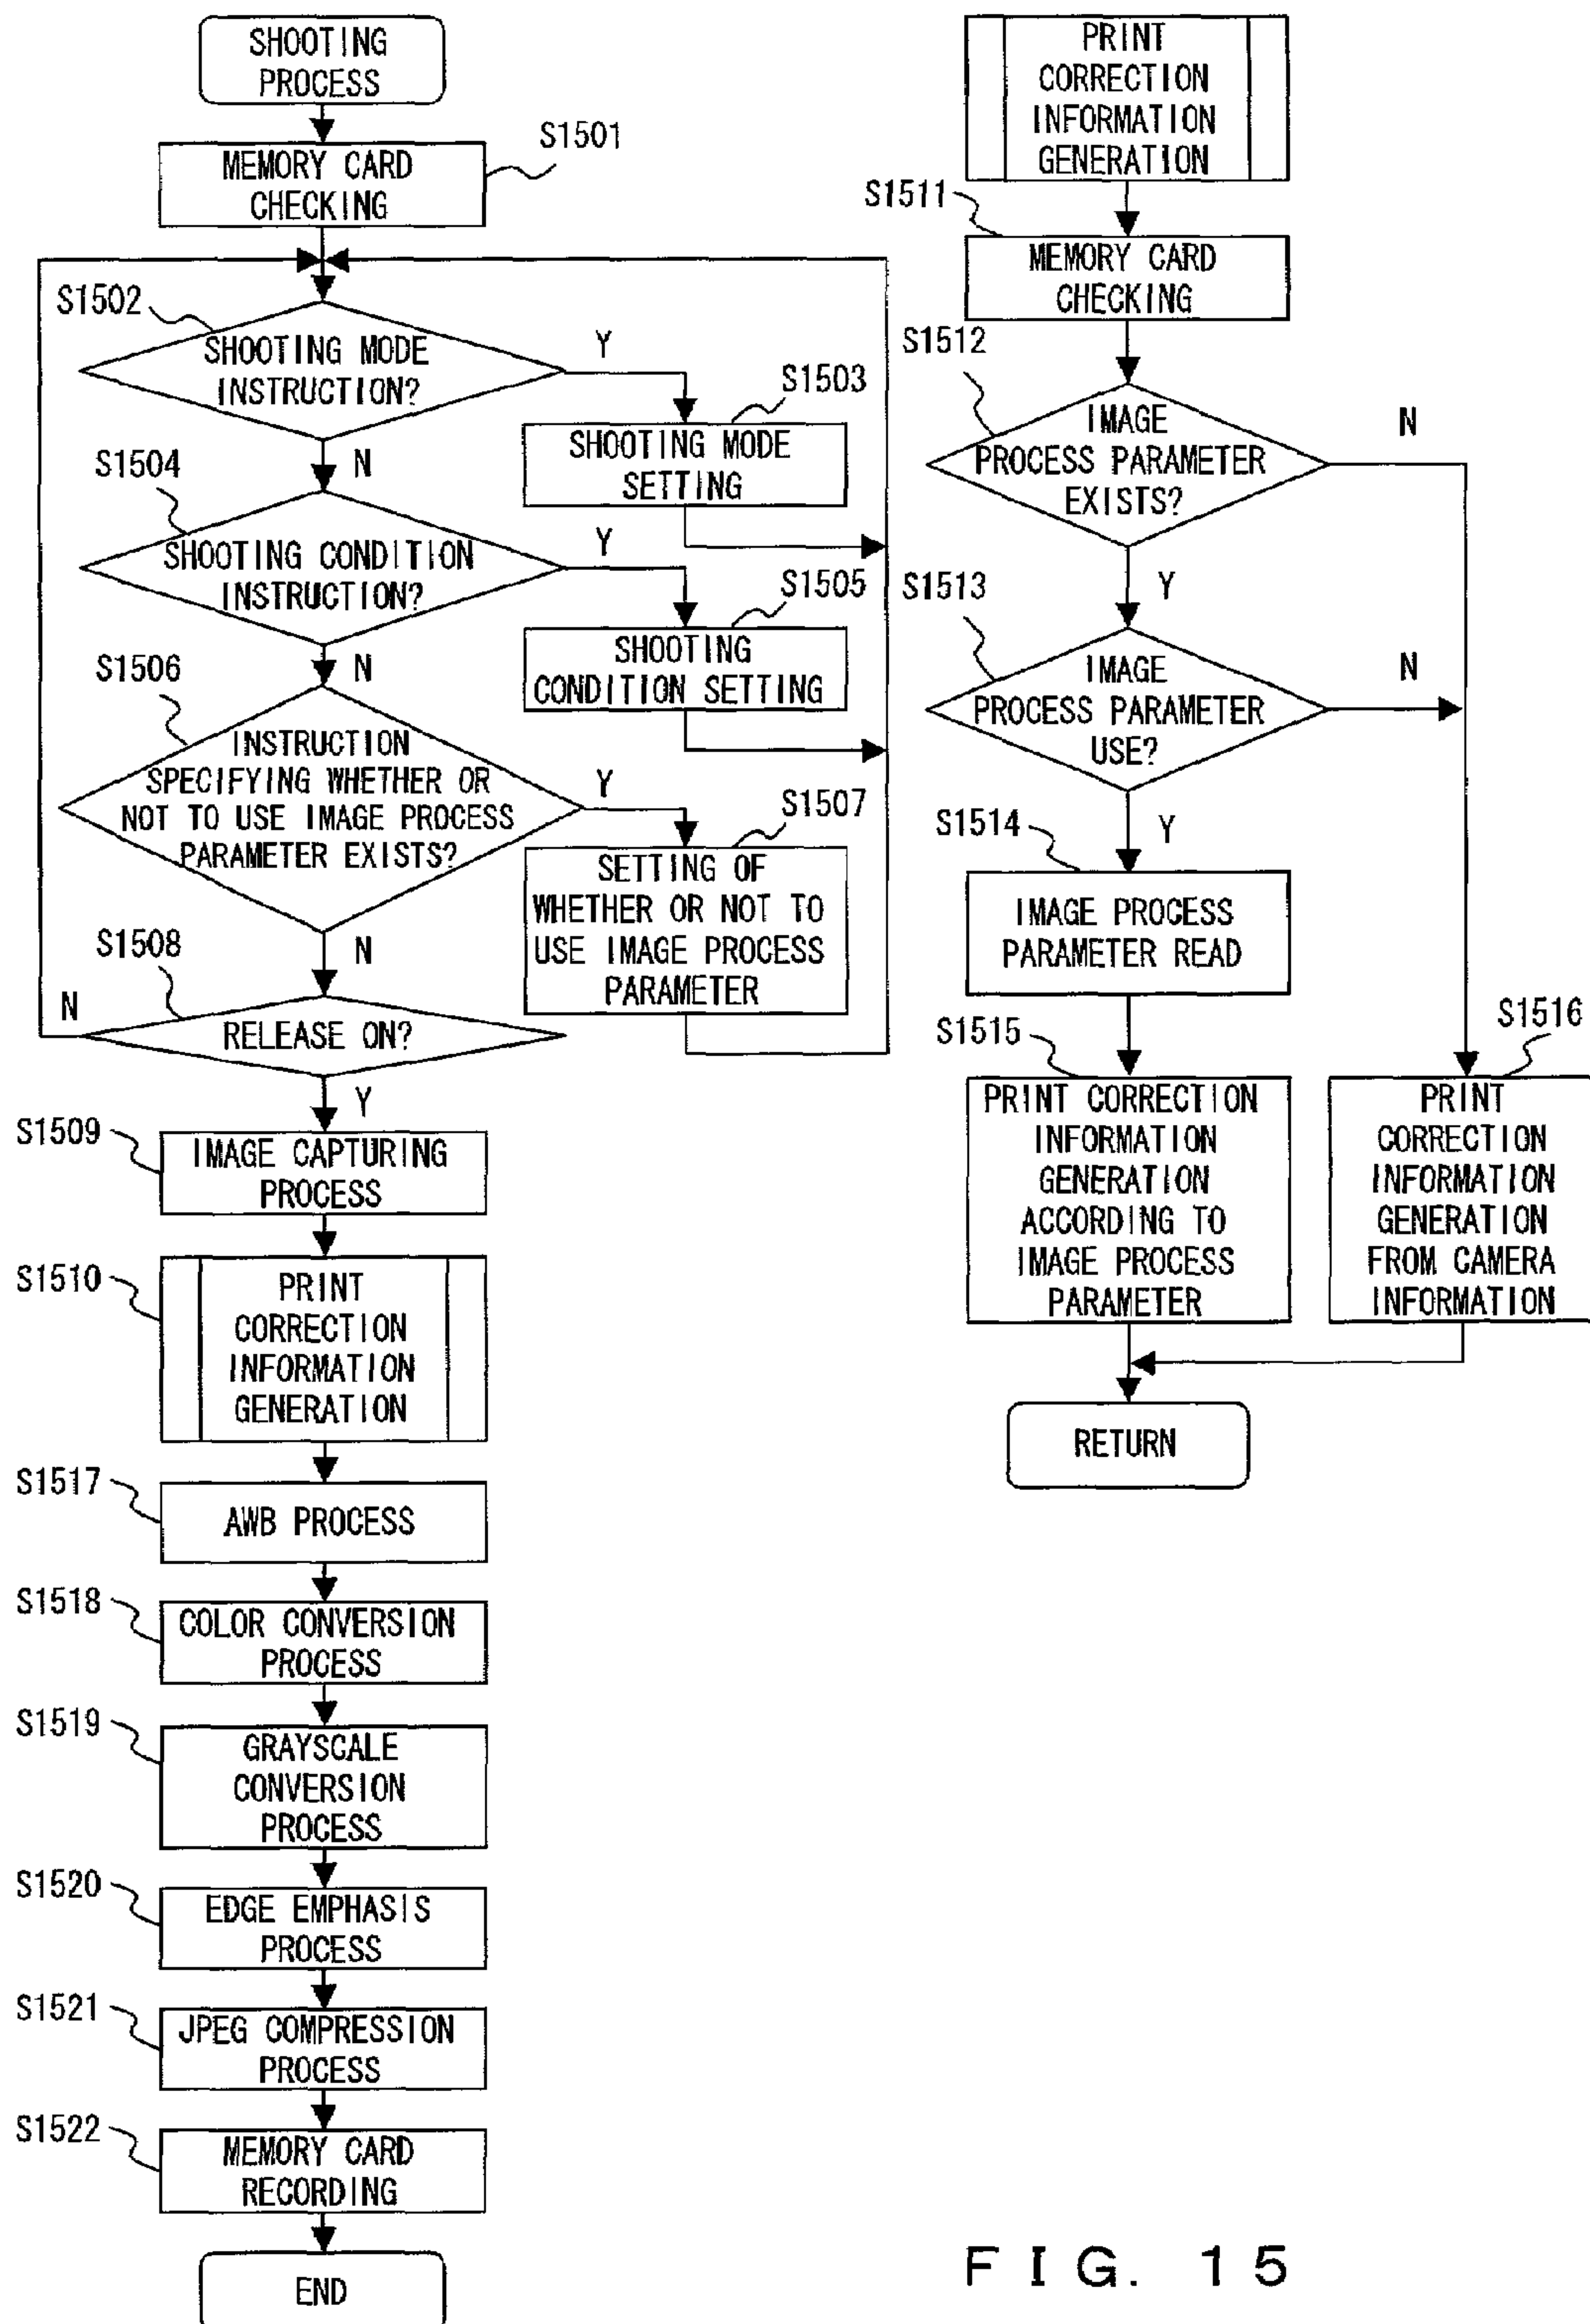 SHOOTING
PROCESS
S1501
MEMORY CARD
CHECKING
S1502
SHOOTING MODE
INSTRUCTION?
Y
N
S1503
SHOOTING MODE
SETTING
S1504
SHOOTING CONDITION
INSTRUCTION?
Y
N
S1505
SHOOTING
CONDITION SETTING
S1506
INSTRUCTION
SPECIFYING WHETHER OR
NOT TO USE IMAGE PROCESS
PARAMETER EXISTS?
Y
N
S1507
SETTING OF
WHETHER OR NOT TO
USE IMAGE PROCESS
PARAMETER
S1508
RELEASE ON?
N
Y
S1509
IMAGE CAPTURING
PROCESS
S1510
PRINT
CORRECTION
INFORMATION
GENERATION
S1517
AWB PROCESS
S1518
COLOR CONVERSION
PROCESS
S1519
GRAYSCALE
CONVERSION
PROCESS
S1520
EDGE EMPHASIS
PROCESS
S1521
JPEG COMPRESSION
PROCESS
S1522
MEMORY CARD
RECORDING
END
PRINT
CORRECTION
INFORMATION
GENERATION
S1511
MEMORY CARD
CHECKING
S1512
IMAGE
PROCESS PARAMETER
EXISTS?
N
Y
S1513
IMAGE
PROCESS PARAMETER
USE?
N
Y
S1514
IMAGE PROCESS
PARAMETER READ
S1515
PRINT CORRECTION
INFORMATION
GENERATION
ACCORDING TO
IMAGE PROCESS
PARAMETER
S1516
PRINT
CORRECTION
INFORMATION
GENERATION
FROM CAMERA
INFORMATION
RETURN
FIG. 15